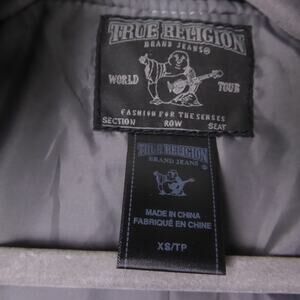 TRUE RELIGION
BRAND JEANS®
WORLD TOUR
FASHION FOR THE SENSES
SECTION ROW SEAT
TRUE RELIGION
BRAND JEANS
MADE IN CHINA
FABRIQUÉ EN CHINE
XS/TP